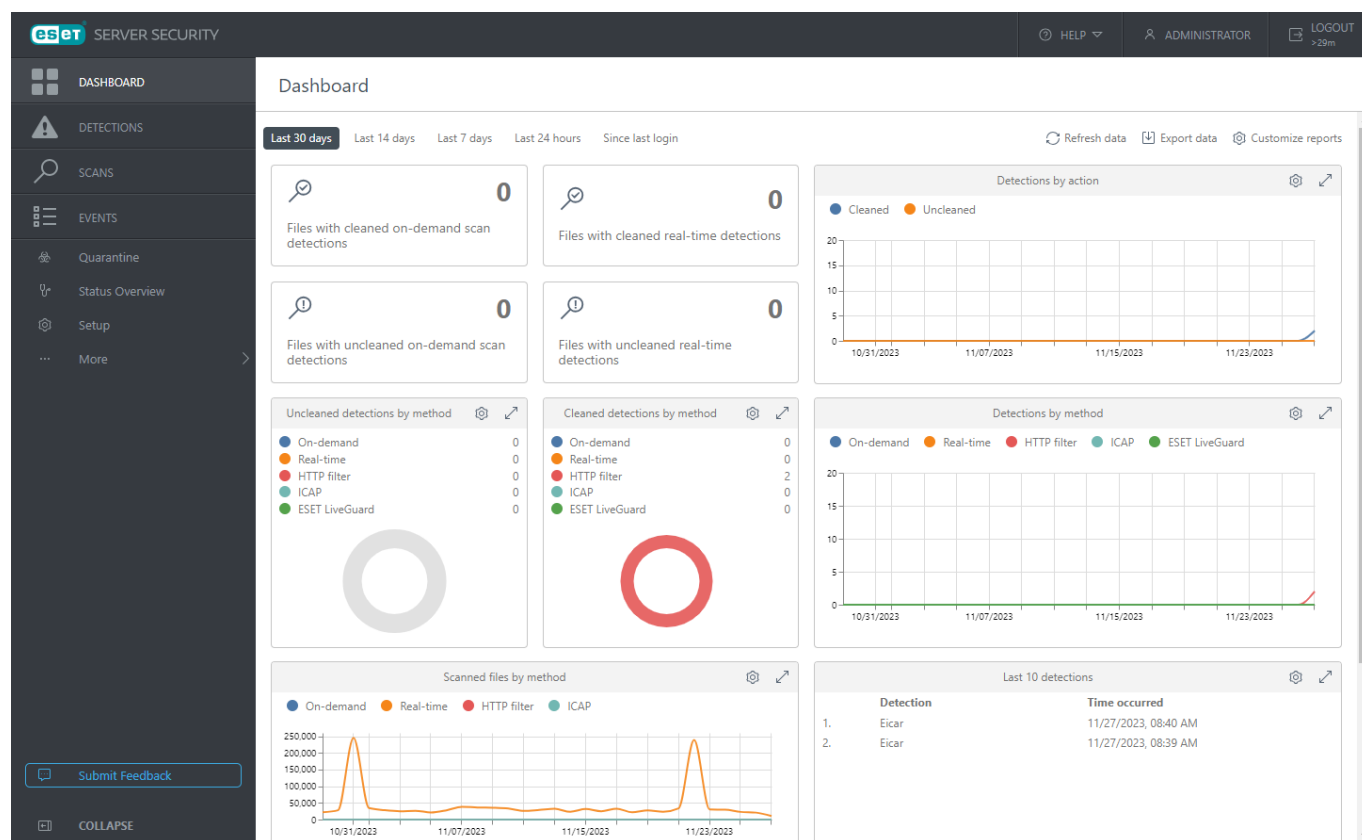 eset SERVER SECURITY
HELP
ADMINISTRATOR
LOGOUT
>29m
DASHBOARD
DETECTIONS
SCANS
EVENTS
Quarantine
Status Overview
Setup
More
Submit Feedback
COLLAPSE
Dashboard
Last 30 days Last 14 days Last 7 days Last 24 hours Since last login
Refresh data Export data Customize reports
0
Files with cleaned on-demand scan
detections
0
Files with cleaned real-time detections
0
Files with uncleaned on-demand scan
detections
0
Files with uncleaned real-time
detections
Detections by action
Cleaned Uncleaned
20
15
10
5
0
10/31/2023 11/07/2023 11/15/2023 11/23/2023
Uncleaned detections by method
On-demand 0
Real-time 0
HTTP filter 0
ICAP 0
ESET LiveGuard 0
Cleaned detections by method
On-demand 0
Real-time 0
HTTP filter 2
ICAP 0
ESET LiveGuard 0
Detections by method
On-demand Real-time HTTP filter ICAP ESET LiveGuard
20
15
10
5
0
10/31/2023 11/07/2023 11/15/2023 11/23/2023
Scanned files by method
On-demand Real-time HTTP filter ICAP
250,000
200,000
150,000
100,000
50,000
0
10/31/2023 11/07/2023 11/15/2023 11/23/2023
Last 10 detections
Detection Time occurred
1. Eicar 11/27/2023, 08:40 AM
2. Eicar 11/27/2023, 08:39 AM